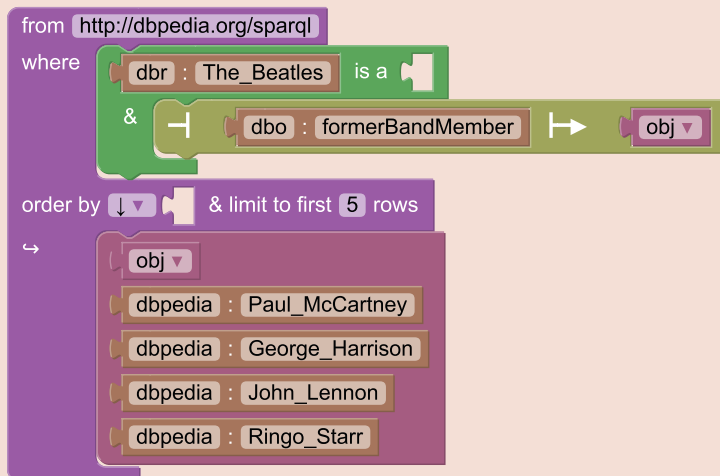 from http://dbpedia.org/sparql
where
dbr : The_Beatles is a
& dbo : formerBandMember obj ▾
order by ↓ ▾ & limit to first 5 rows
↪
obj ▾
dbpedia : Paul_McCartney
dbpedia : George_Harrison
dbpedia : John_Lennon
dbpedia : Ringo_Starr